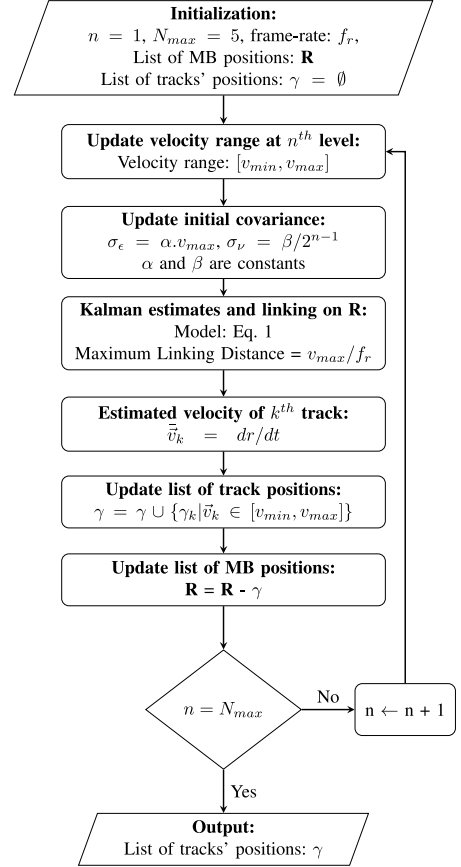 Initialization:
n = 1, N_max = 5, frame-rate: f_r,
List of MB positions: R
List of tracks' positions: γ = ∅
Update velocity range at n^th level:
Velocity range: [v_min, v_max]
Update initial covariance:
σ_ϵ = α.v_max, σ_ν = β/2^{n−1}
α and β are constants
Kalman estimates and linking on R:
Model: Eq. 1
Maximum Linking Distance = v_max/f_r
Estimated velocity of k^th track:
\bar{\vec{v}}_k = dr/dt
Update list of track positions:
γ = γ ∪ {γ_k|\vec{v}_k ∈ [v_min, v_max]}
Update list of MB positions:
R = R - γ
n = N_max
No
n ← n + 1
Yes
Output:
List of tracks' positions: γ